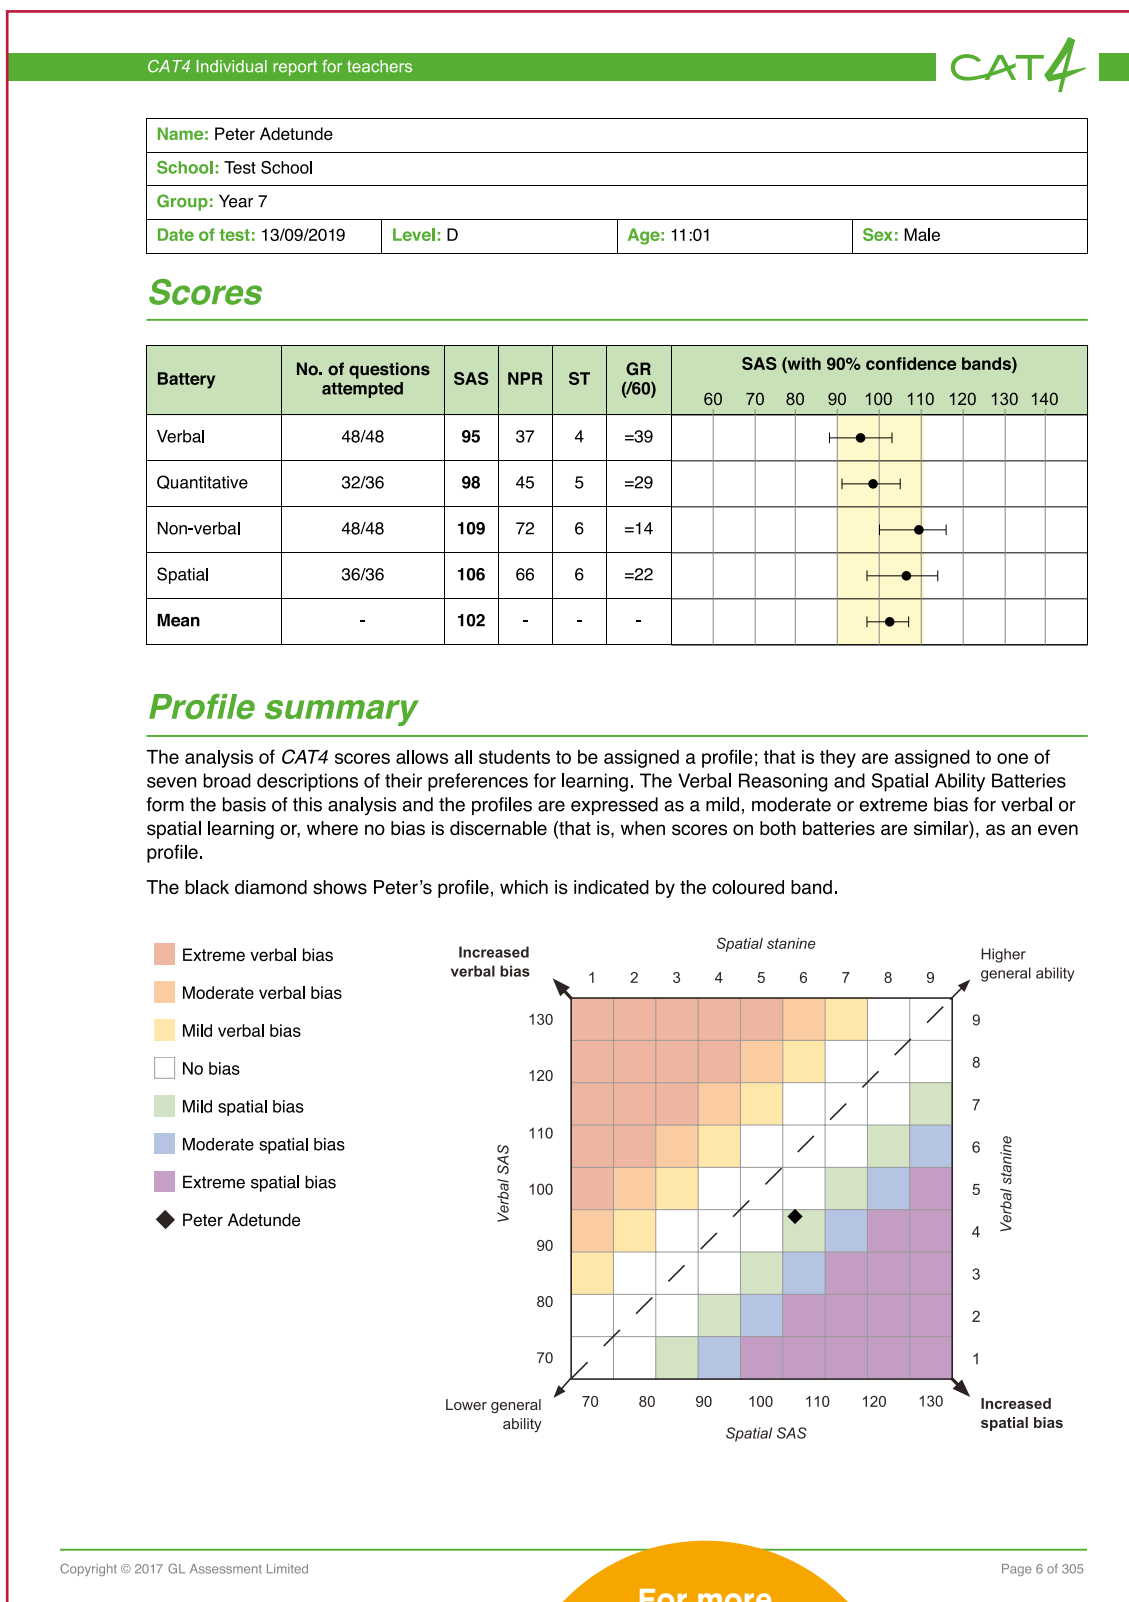 CAT4 Individual report for teachers
CAT4
Name: Peter Adetunde
School: Test School
Group: Year 7
Date of test: 13/09/2019 Level: D Age: 11:01 Sex: Male
Scores
Battery No. of questions attempted SAS NPR ST GR (/60) SAS (with 90% confidence bands)
60 70 80 90 100 110 120 130 140
Verbal 48/48 95 37 4 =39
Quantitative 32/36 98 45 5 =29
Non-verbal 48/48 109 72 6 =14
Spatial 36/36 106 66 6 =22
Mean - 102 - - -
Profile summary
The analysis of CAT4 scores allows all students to be assigned a profile; that is they are assigned to one of
seven broad descriptions of their preferences for learning. The Verbal Reasoning and Spatial Ability Batteries
form the basis of this analysis and the profiles are expressed as a mild, moderate or extreme bias for verbal or
spatial learning or, where no bias is discernable (that is, when scores on both batteries are similar), as an even
profile.
The black diamond shows Peter's profile, which is indicated by the coloured band.
Extreme verbal bias
Moderate verbal bias
Mild verbal bias
No bias
Mild spatial bias
Moderate spatial bias
Extreme spatial bias
Peter Adetunde
Increased
verbal bias
Spatial stanine
Higher
general ability
1 2 3 4 5 6 7 8 9
130
120
110
100
90
80
70
Verbal SAS
9
8
7
6
5
4
3
2
1
Verbal stanine
Lower general
ability
70 80 90 100 110 120 130
Spatial SAS
Increased
spatial bias
Copyright © 2017 GL Assessment Limited
Page 6 of 305
For more